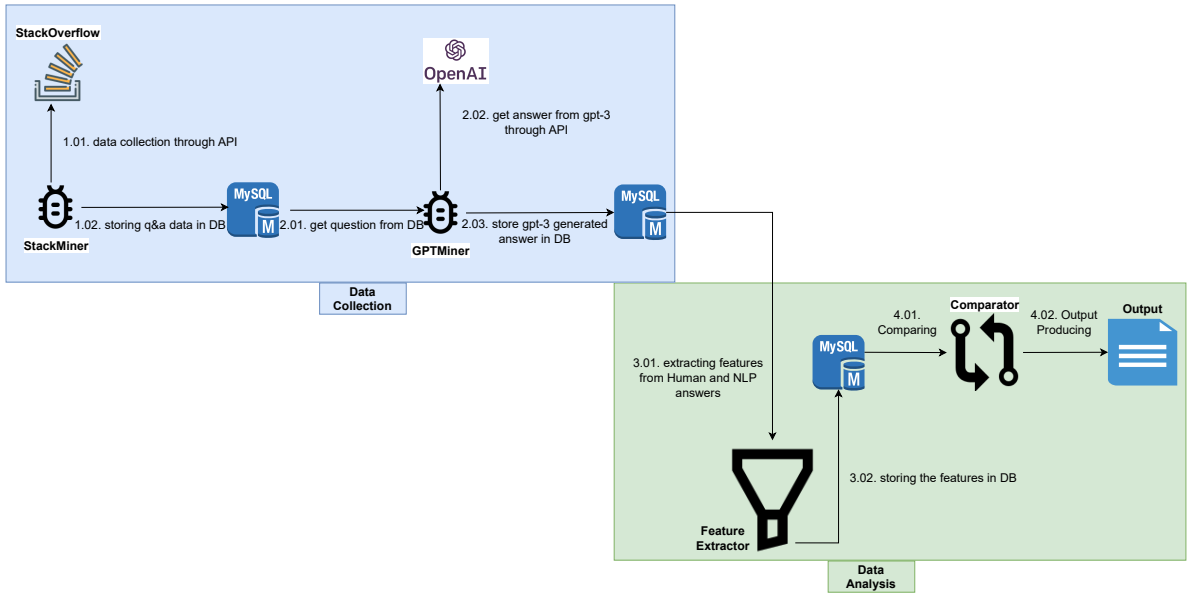 StackOverflow
OpenAI
1.01. data collection through API
2.02. get answer from gpt-3
through API
MySQL
M
MySQL
M
1.02. storing q&a data in DB
2.01. get question from DB
2.03. store gpt-3 generated
answer in DB
StackMiner
GPTMiner
Data
Collection
Comparator
Output
4.01.
Comparing
4.02. Output
Producing
MySQL
M
3.01. extracting features
from Human and NLP
answers
3.02. storing the features in DB
Feature
Extractor
Data
Analysis